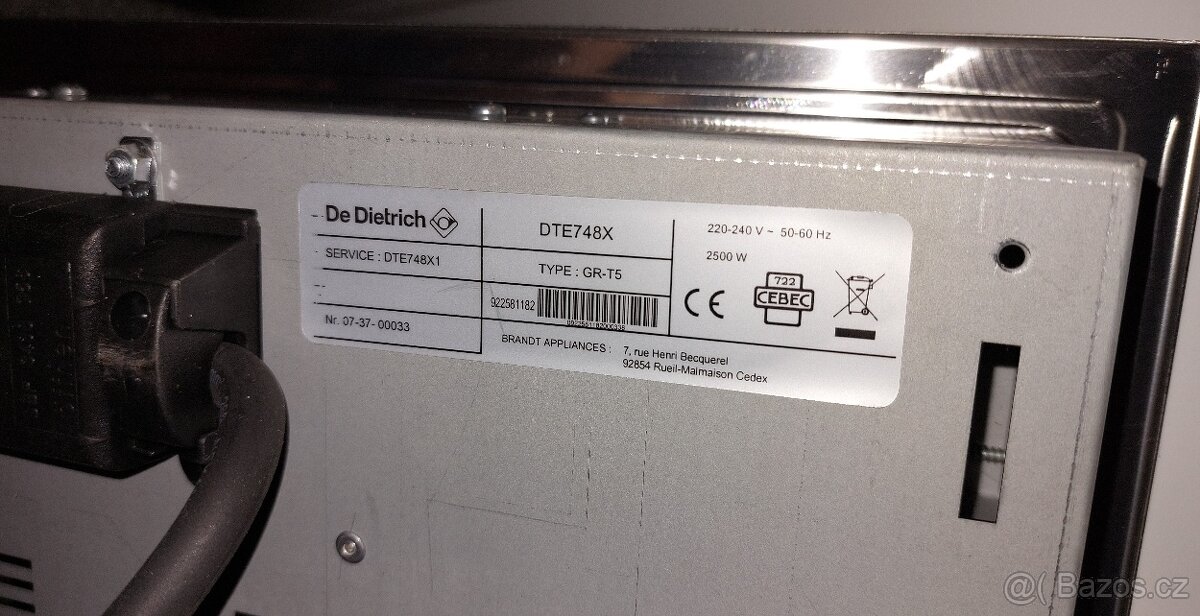 De Dietrich
SERVICE : DTE748X1
Nr. 07-37- 00033
DTE748X
TYPE : GR-T5
922581182
220-240 V ~ 50-60 Hz
2500 W
CE
722
CEBEC
BRANDT APPLIANCES : 7, rue Henri Becquerel
92854 Rueil-Malmaison Cedex
@( Bazos.cz